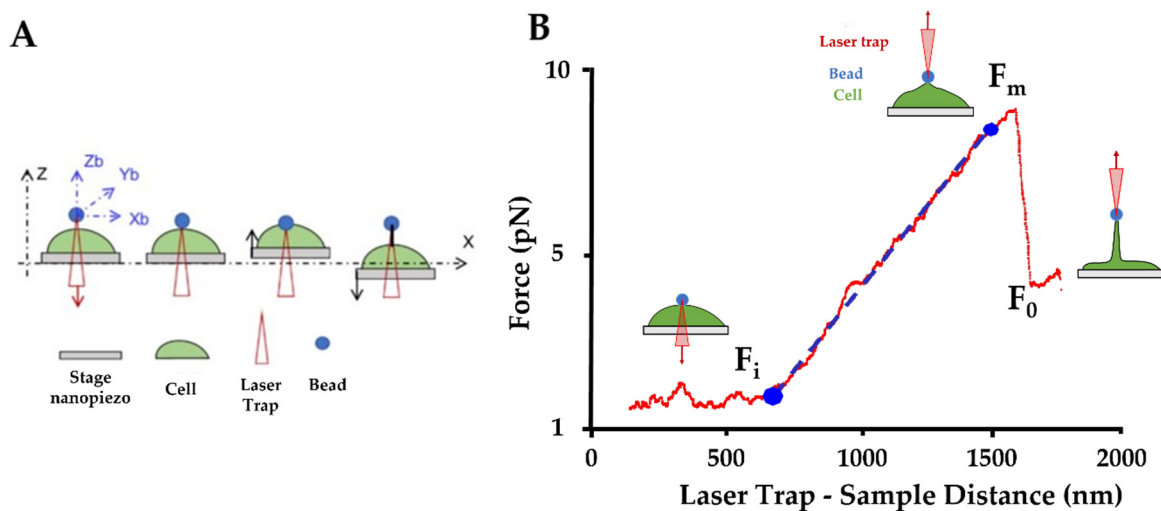 A
Z
Zb
Yb
Xb
X
Stage
nanopiezo
Cell
Laser
Trap
Bead
B
Laser trap
Bead
Cell
10
5
1
Force (pN)
Fi
Fm
F0
0
500
1000
1500
2000
Laser Trap - Sample Distance (nm)